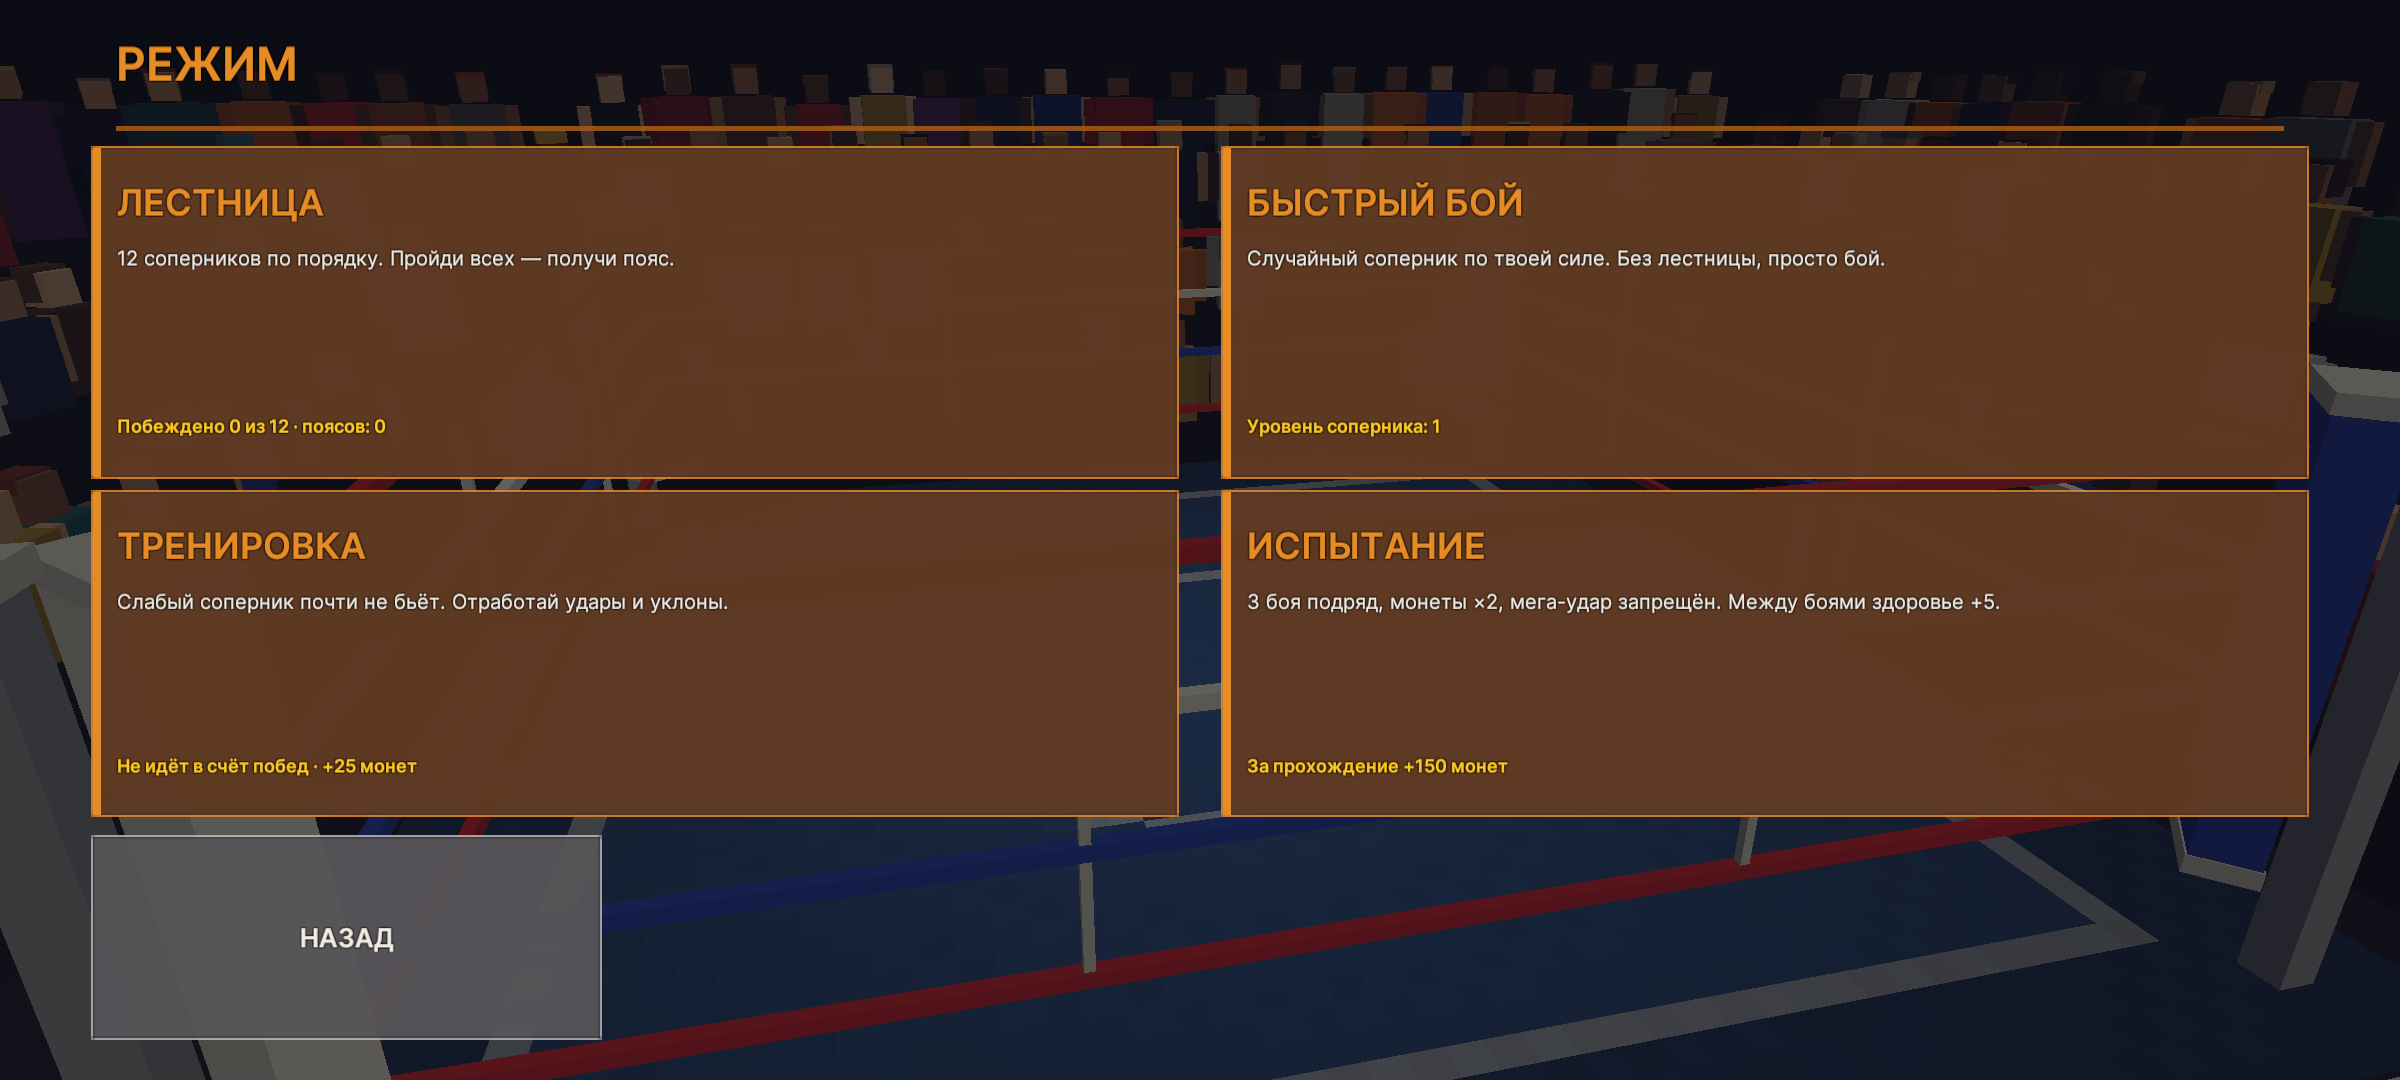 РЕЖИМ
ЛЕСТНИЦА
12 соперников по порядку. Пройди всех — получи пояс.
Побеждено 0 из 12 · поясов: 0
БЫСТРЫЙ БОЙ
Случайный соперник по твоей силе. Без лестницы, просто бой.
Уровень соперника: 1
ТРЕНИРОВКА
Слабый соперник почти не бьёт. Отработай удары и уклоны.
Не идёт в счёт побед · +25 монет
ИСПЫТАНИЕ
3 боя подряд, монеты ×2, мега-удар запрещён. Между боями здоровье +5.
За прохождение +150 монет
НАЗАД